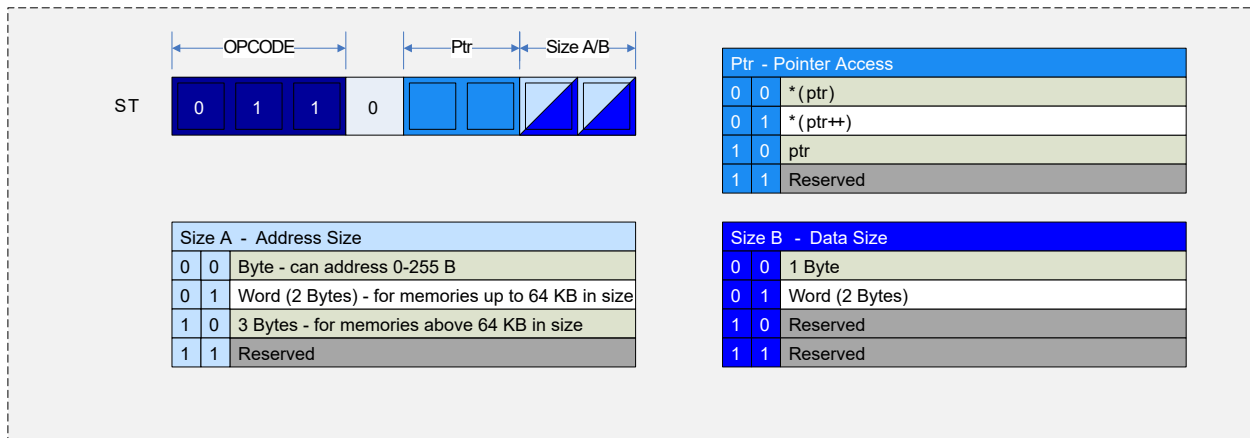 OPCODE Ptr Size A/B
ST 0 1 1 0
Ptr - Pointer Access
0 0 *(ptr)
0 1 *(ptr++)
1 0 ptr
1 1 Reserved
Size A - Address Size
0 0 Byte - can address 0-255 B
0 1 Word (2 Bytes) - for memories up to 64 KB in size
1 0 3 Bytes - for memories above 64 KB in size
1 1 Reserved
Size B - Data Size
0 0 1 Byte
0 1 Word (2 Bytes)
1 0 Reserved
1 1 Reserved